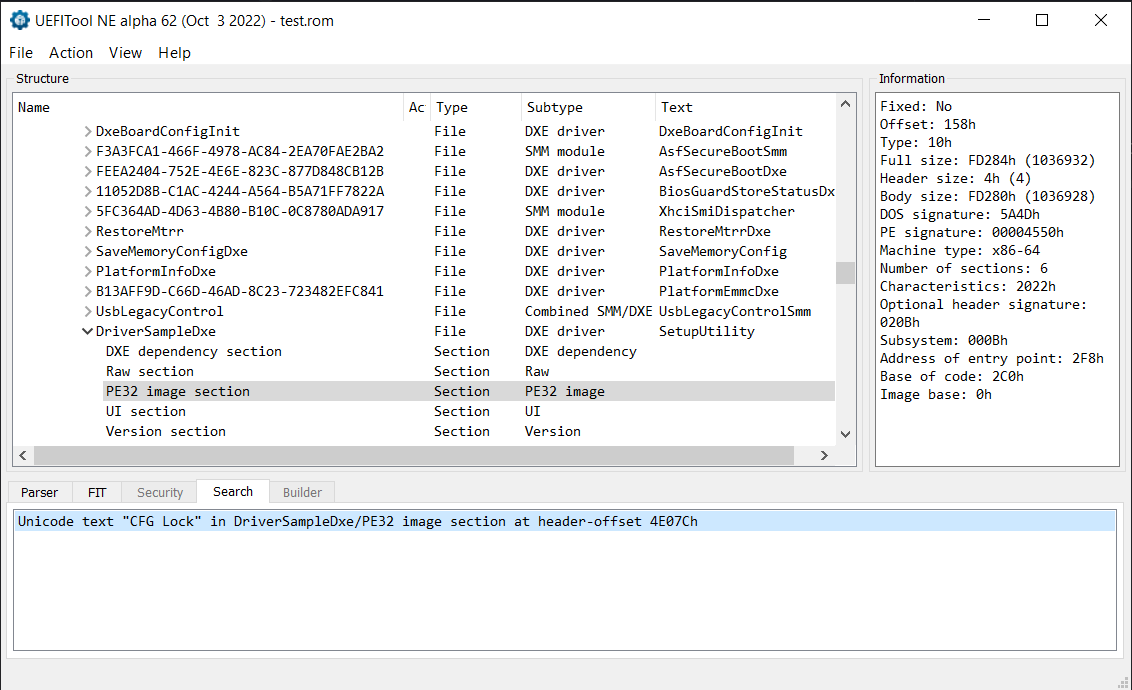 UEFITool NE alpha 62 (Oct  3 2022) - test.rom
File Action View Help
Structure
Name Ac Type Subtype Text
DxeBoardConfigInit File DXE driver DxeBoardConfigInit
F3A3FCA1-466F-4978-AC84-2EA70FAE2BA2 File SMM module AsfSecureBootSmm
FEEA2404-752E-4E6E-823C-877D848CB12B File DXE driver AsfSecureBootDxe
11052D8B-C1AC-4244-A564-B5A71FF7822A File DXE driver BiosGuardStoreStatusDx
5FC364AD-4D63-4B80-B10C-0C8780ADA917 File SMM module XhciSmiDispatcher
RestoreMtrr File DXE driver RestoreMtrrDxe
SaveMemoryConfigDxe File DXE driver SaveMemoryConfig
PlatformInfoDxe File DXE driver PlatformInfoDxe
B13AFF9D-C66D-46AD-8C23-723482EFC841 File DXE driver PlatformEmmcDxe
UsbLegacyControl File Combined SMM/DXE UsbLegacyControlSmm
DriverSampleDxe File DXE driver SetupUtility
DXE dependency section Section DXE dependency
Raw section Section Raw
PE32 image section Section PE32 image
UI section Section UI
Version section Section Version
Information
Fixed: No
Offset: 158h
Type: 10h
Full size: FD284h (1036932)
Header size: 4h (4)
Body size: FD280h (1036928)
DOS signature: 5A4Dh
PE signature: 00004550h
Machine type: x86-64
Number of sections: 6
Characteristics: 2022h
Optional header signature:
020Bh
Subsystem: 000Bh
Address of entry point: 2F8h
Base of code: 2C0h
Image base: 0h
Parser FIT Security Search Builder
Unicode text "CFG Lock" in DriverSampleDxe/PE32 image section at header-offset 4E07Ch